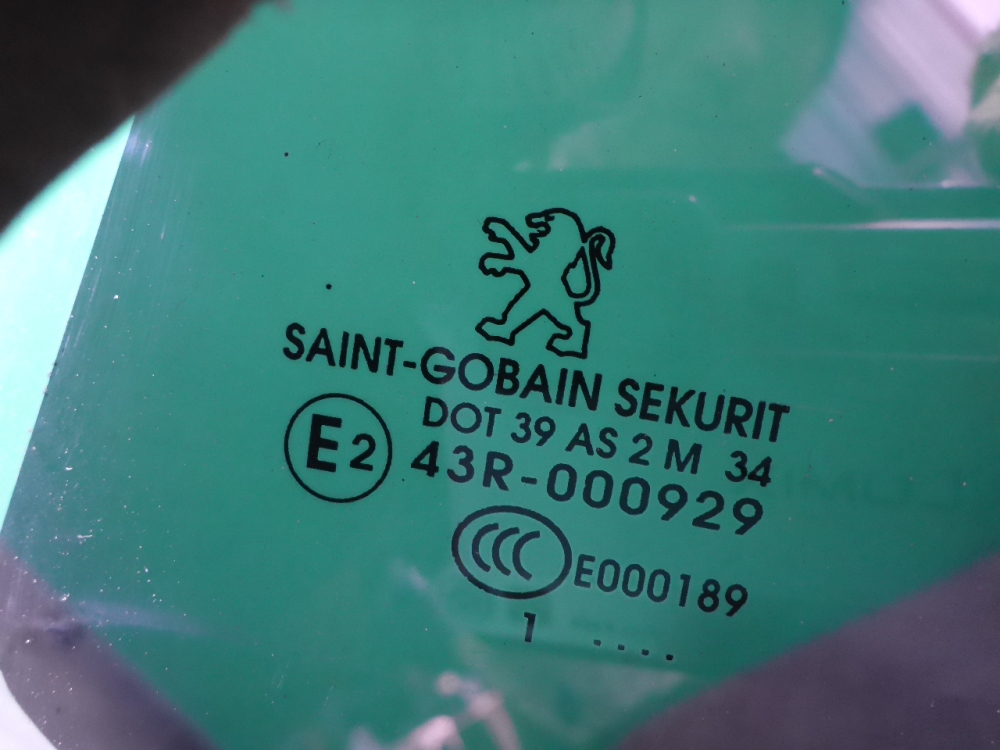 SAINT-GOBAIN SEKURIT
DOT 39 AS 2 M 34
E2 43R-000929
CCC E000189
1 ....